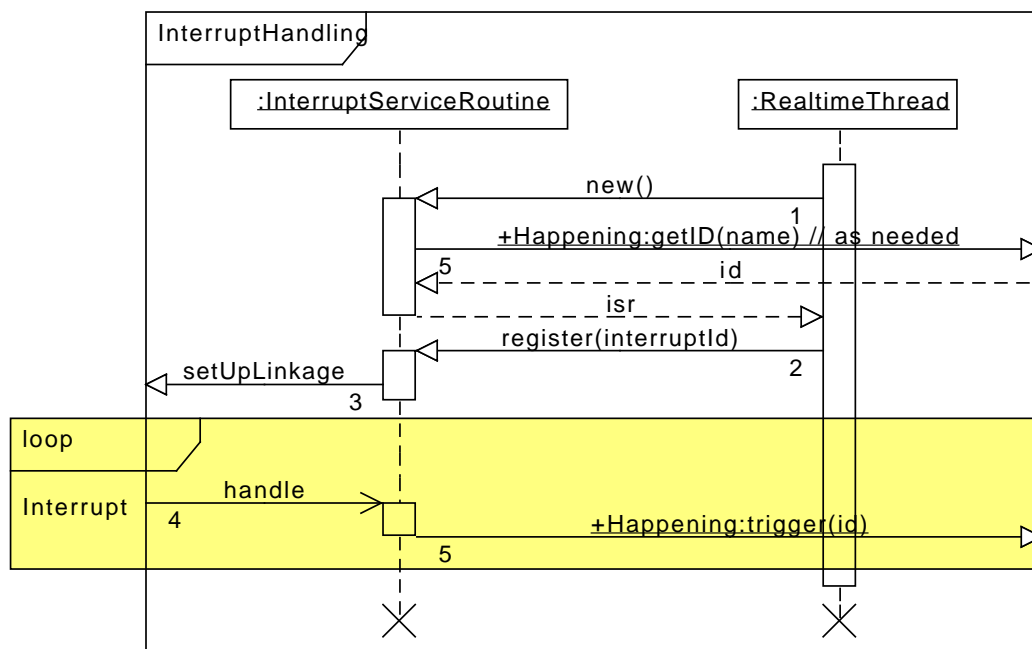 InterruptHandling
:InterruptServiceRoutine
:RealtimeThread
new()
1
+Happening:getID(name) // as needed
5
id
isr
register(interruptId)
2
setUpLinkage
3
loop
Interrupt
handle
4
+Happening:trigger(id)
5